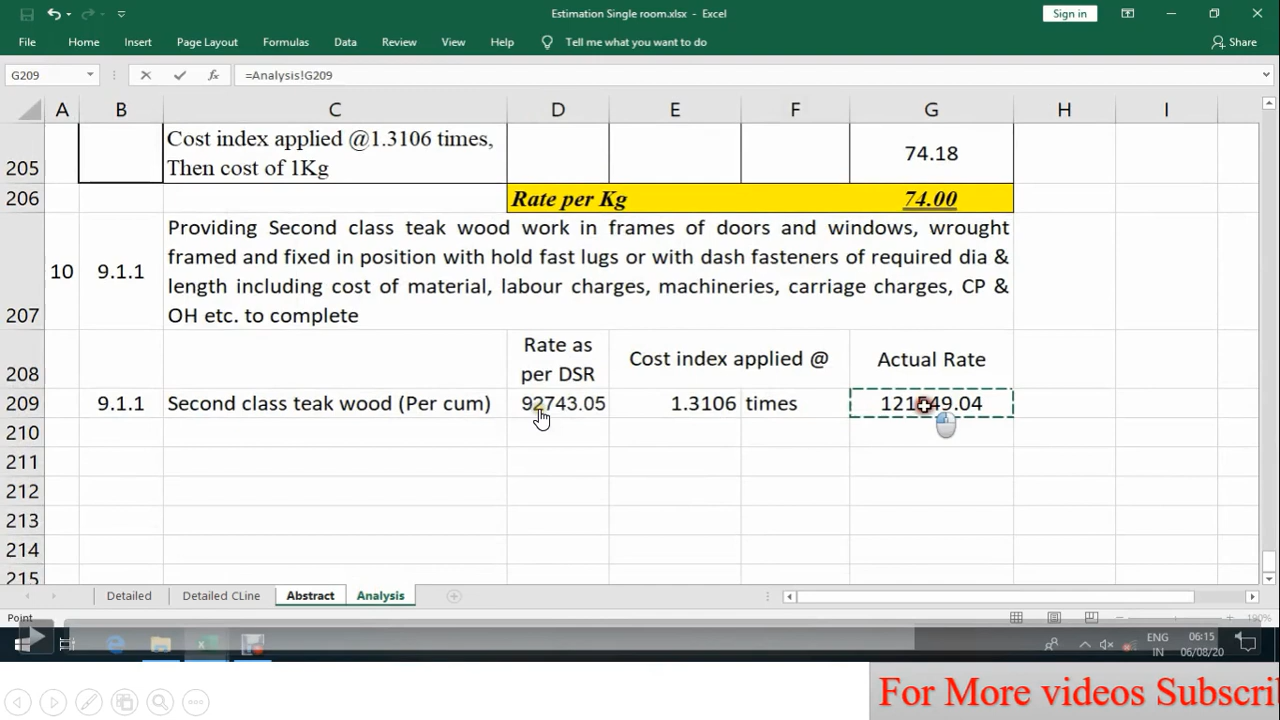 Estimation Single room.xlsx - Excel
Sign in
File Home Insert Page Layout Formulas Data Review View Help Tell me what you want to do Share
G209 fx =Analysis!G209
A B C D E F G H I
Cost index applied @1.3106 times,
205 Then cost of 1Kg 74.18
206 Rate per Kg 74.00
Providing Second class teak wood work in frames of doors and windows, wrought
framed and fixed in position with hold fast lugs or with dash fasteners of required dia &
10 9.1.1 length including cost of material, labour charges, machineries, carriage charges, CP &
207 OH etc. to complete
Rate as
208 per DSR Cost index applied @ Actual Rate
209 9.1.1 Second class teak wood (Per cum) 92743.05 1.3106 times
210
211
212
213
214
215
Detailed Detailed CLine Abstract Analysis
Point 190%
ENG 06:15
IN 06/08/20
For More videos Subscri